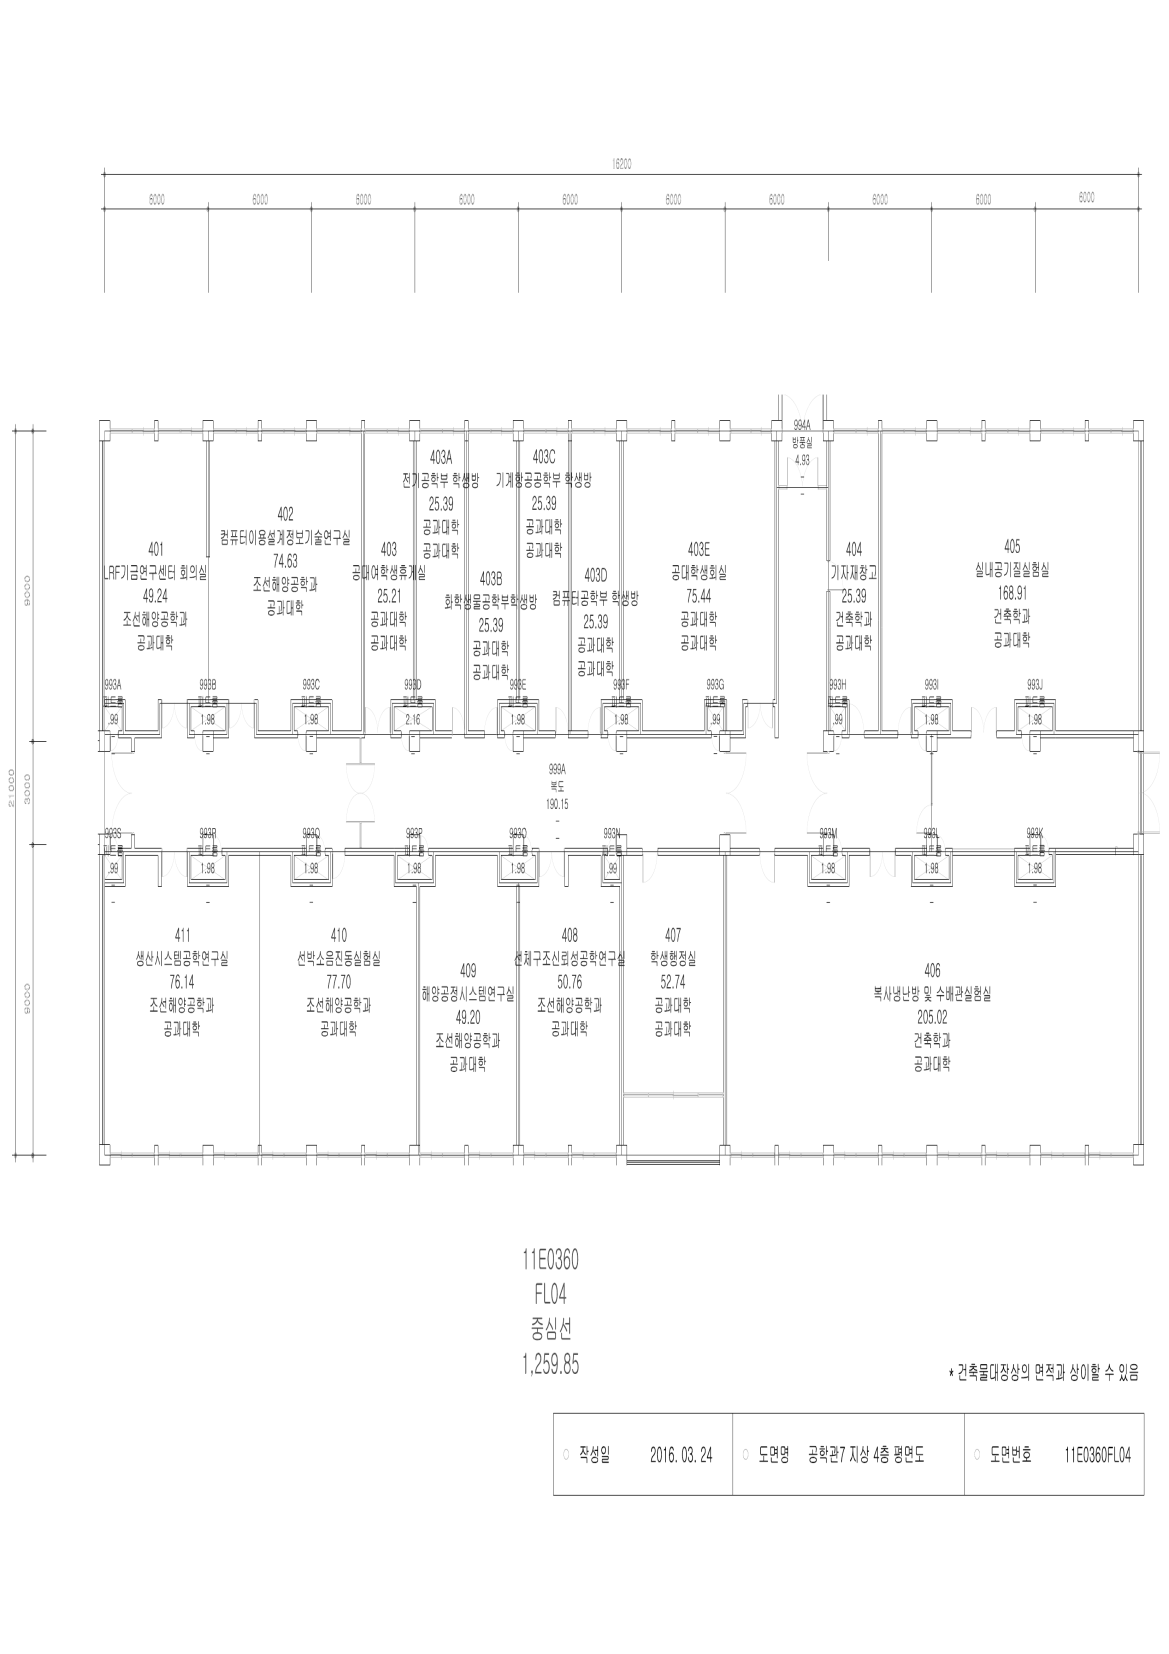 16200
6000 6000 6000 6000 6000 6000 6000 6000 6000 6000
21000
9000
3000
9000
401
LRF기금연구센터 회의실
49.24
조선해양공학과
공과대학
402
컴퓨터이용설계정보기술연구실
74.63
조선해양공학과
공과대학
403
공대여학생휴게실
25.21
공과대학
공과대학
403A
전기공학부 학생방
25.39
공과대학
공과대학
403B
화학생물공학부학생방
25.39
공과대학
공과대학
403C
기계항공공학부 학생방
25.39
공과대학
공과대학
403D
컴퓨터공학부 학생방
25.39
공과대학
공과대학
403E
공대학생회실
75.44
공과대학
공과대학
994A
방풍실
4.93
404
기자재창고
25.39
건축학과
공과대학
405
실내공기질실험실
168.91
건축학과
공과대학
993A
피트룸
.99
993B
피트룸
1.98
993C
피트룸
1.98
993D
피트룸
2.16
993E
피트룸
1.98
993F
피트룸
1.98
993G
피트룸
.99
993H
피트룸
.99
993I
피트룸
1.98
993J
피트룸
1.98
999A
복도
190.15
993S
피트룸
.99
993R
피트룸
1.98
993Q
피트룸
1.98
993P
피트룸
1.98
993O
피트룸
1.98
993N
피트룸
.99
993M
피트룸
1.98
993L
피트룸
1.98
993K
피트룸
1.98
411
생산시스템공학연구실
76.14
조선해양공학과
공과대학
410
선박소음진동실험실
77.70
조선해양공학과
공과대학
409
해양공정시스템연구실
49.20
조선해양공학과
공과대학
408
선체구조신뢰성공학연구실
50.76
조선해양공학과
공과대학
407
학생행정실
52.74
공과대학
공과대학
406
복사냉난방 및 수배관실험실
205.02
건축학과
공과대학
11E0360
FL04
중심선
1,259.85
* 건축물대장상의 면적과 상이할 수 있음
○ 작성일 2016. 03. 24 ○ 도면명 공학관7 지상 4층 평면도 ○ 도면번호 11E0360FL04